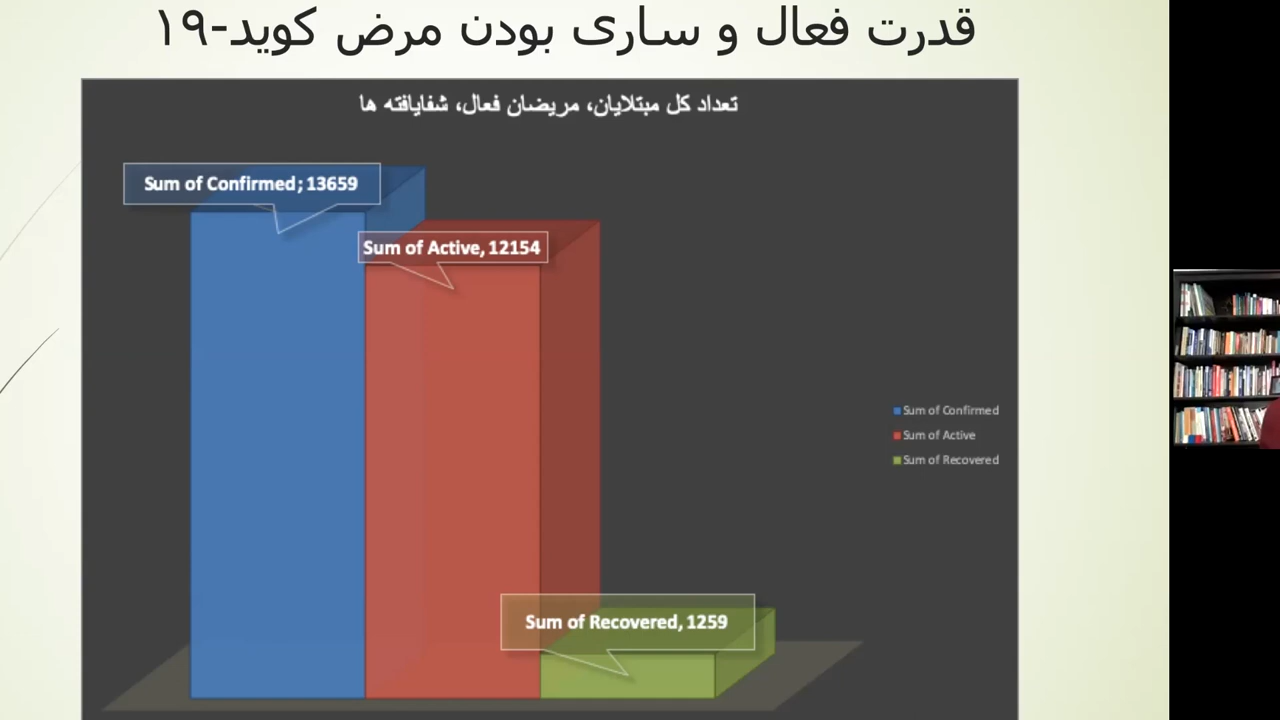 قدرت فعال و ساری بودن مرض کوید-۱۹
تعداد کل مبتلایان، مریضان فعال، شفایافته ها
Sum of Confirmed; 13659
Sum of Active, 12154
Sum of Confirmed
Sum of Active
Sum of Recovered
Sum of Recovered, 1259